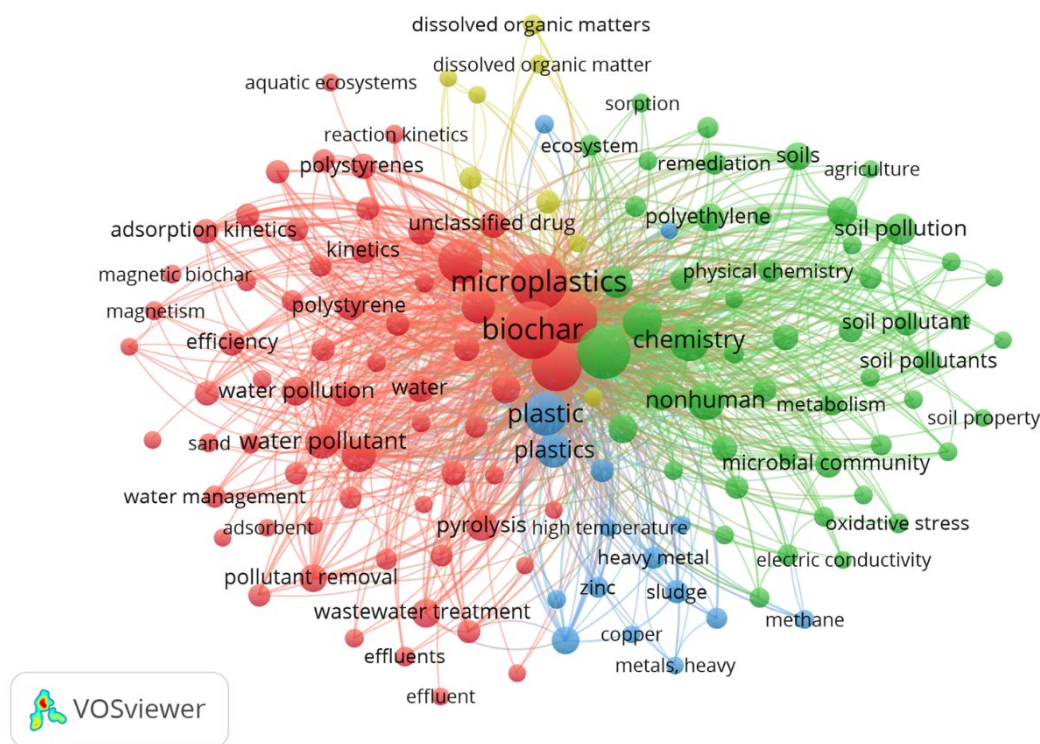 dissolved organic matters
dissolved organic matter
aquatic ecosystems
sorption
reaction kinetics
ecosystem
remediation
soils
polystyrenes
agriculture
unclassified drug
polyethylene
adsorption kinetics
soil pollution
kinetics
magnetic biochar
microplastics
physical chemistry
magnetism
polystyrene
biochar
chemistry
soil pollutant
efficiency
soil pollutants
water pollution
water
nonhuman
metabolism
plastic
soil property
sand
water pollutant
plastics
microbial community
water management
adsorbent
pyrolysis
high temperature
oxidative stress
heavy metal
electric conductivity
pollutant removal
zinc
sludge
wastewater treatment
methane
copper
effluents
metals, heavy
effluent
VOSviewer